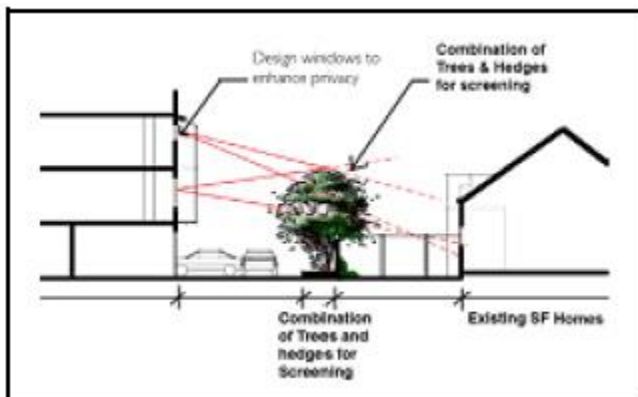 Design windows to
enhance privacy
Combination of
Trees & Hedges
for screening
Combination
of Trees and
hedges for
Screening
Existing SF Homes